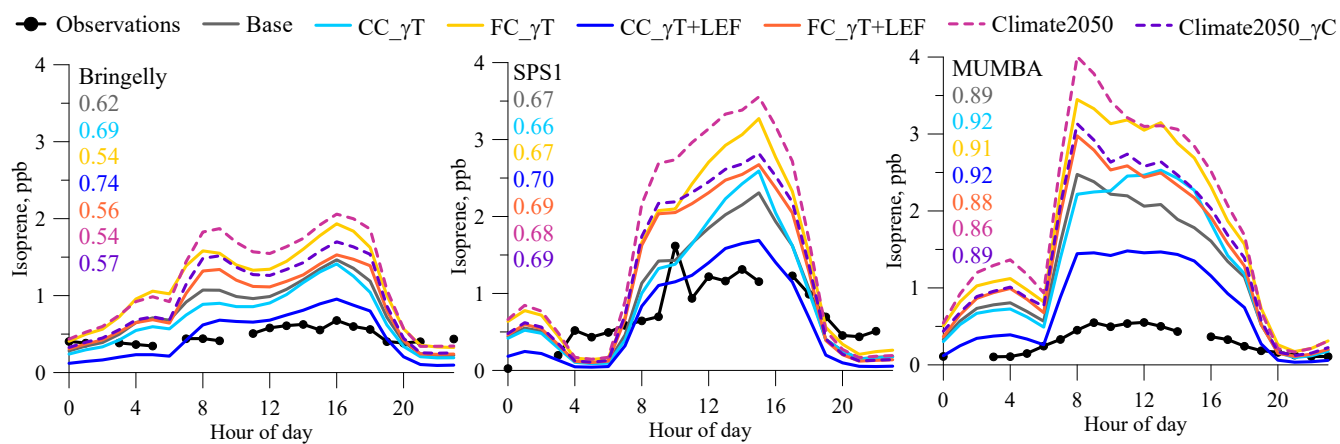 Observations Base CC_γT FC_γT CC_γT+LEF FC_γT+LEF Climate2050 Climate2050_γC
Bringelly
0.62
0.69
0.54
0.74
0.56
0.54
0.57
4
3
2
1
0
Isoprene, ppb
0 4 8 12 16 20
Hour of day
SPS1
0.67
0.66
0.67
0.70
0.69
0.68
0.69
4
3
2
1
0
Isoprene, ppb
0 4 8 12 16 20
Hour of day
MUMBA
0.89
0.92
0.91
0.92
0.88
0.86
0.89
4
3
2
1
0
Isoprene, ppb
0 4 8 12 16 20
Hour of day